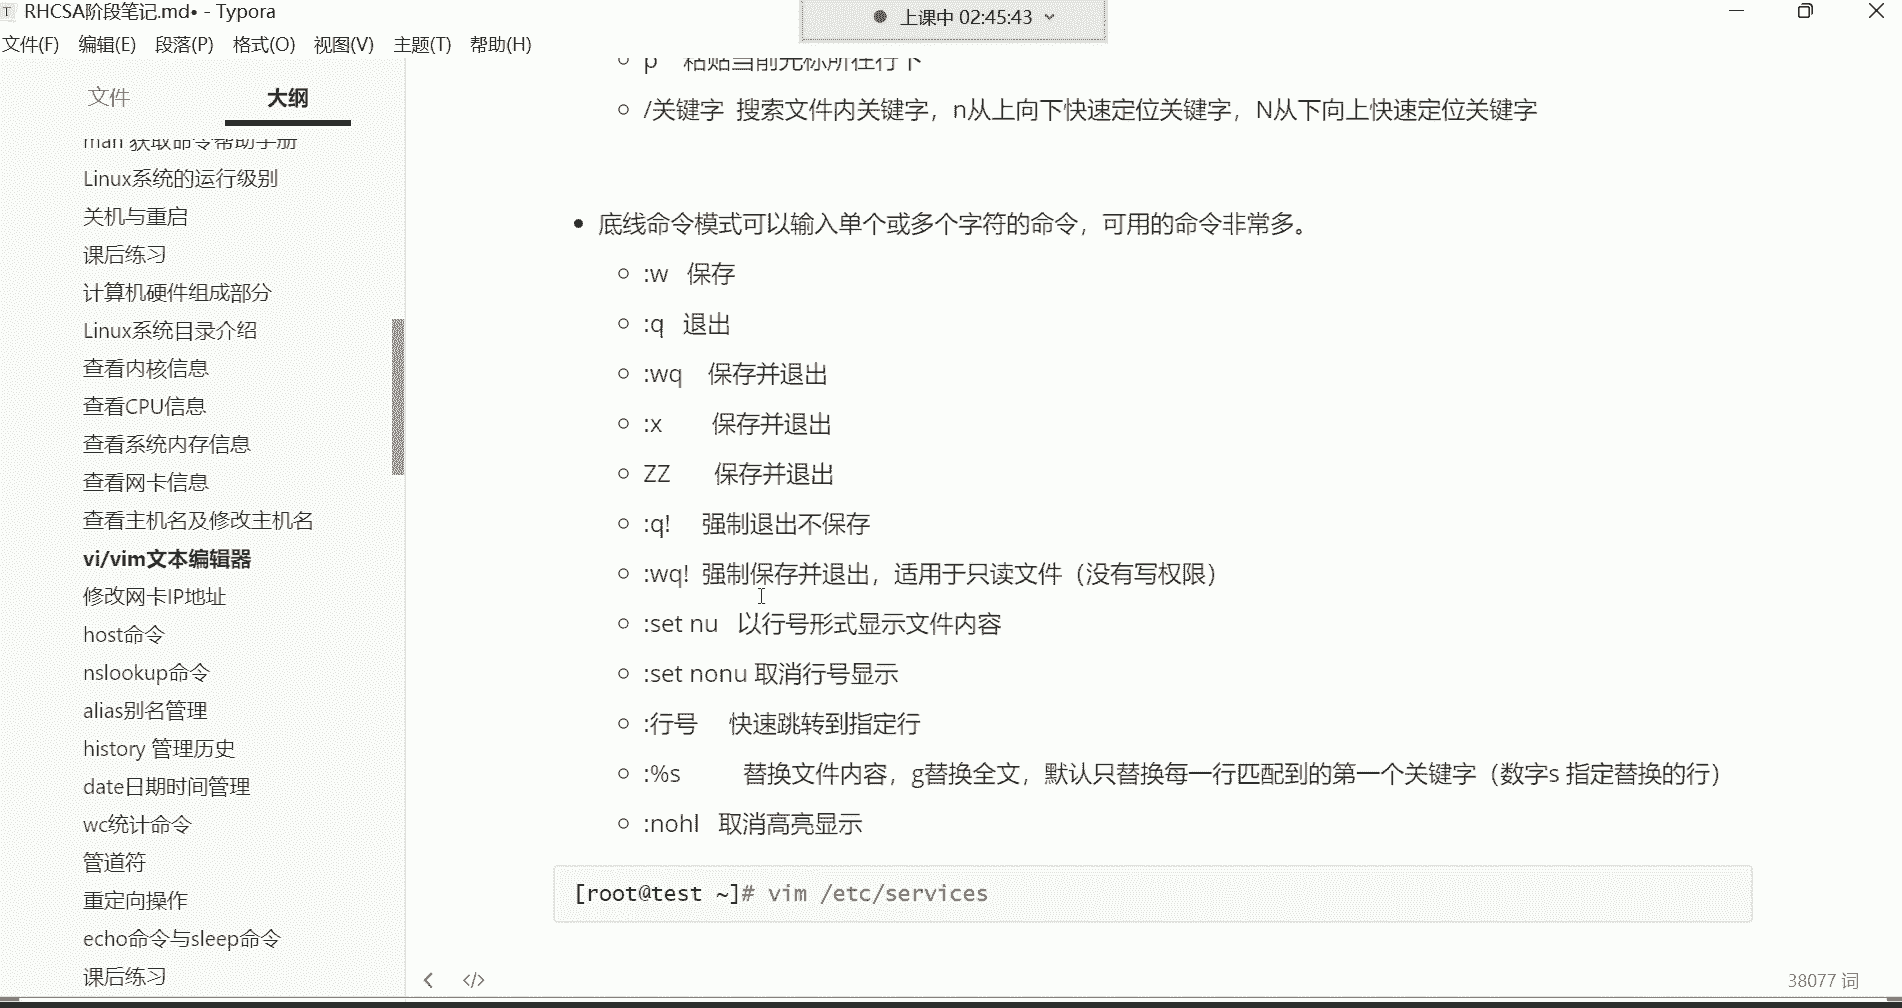 RHCSA阶段笔记.md• - Typora
上课中 02:45:43
文件(F) 编辑(E) 段落(P) 格式(O) 视图(V) 主题(T) 帮助(H)
文件 大纲
man 获取命令帮助手册
Linux系统的运行级别
关机与重启
课后练习
计算机硬件组成部分
Linux系统目录介绍
查看内核信息
查看CPU信息
查看系统内存信息
查看网卡信息
查看主机名及修改主机名
vi/vim文本编辑器
修改网卡IP地址
host命令
nslookup命令
alias别名管理
history 管理历史
date日期时间管理
wc统计命令
管道符
重定向操作
echo命令与sleep命令
课后练习
p 粘贴当前光标所在行下
/关键字 搜索文件内关键字，n从上向下快速定位关键字，N从下向上快速定位关键字
底线命令模式可以输入单个或多个字符的命令，可用的命令非常多。
:w 保存
:q 退出
:wq 保存并退出
:x 保存并退出
ZZ 保存并退出
:q! 强制退出不保存
:wq! 强制保存并退出，适用于只读文件（没有写权限）
:set nu 以行号形式显示文件内容
:set nonu 取消行号显示
:行号 快速跳转到指定行
:%s 替换文件内容，g替换全文，默认只替换每一行匹配到的第一个关键字（数字s 指定替换的行）
:nohl 取消高亮显示
[root@test ~]# vim /etc/services
38077 词